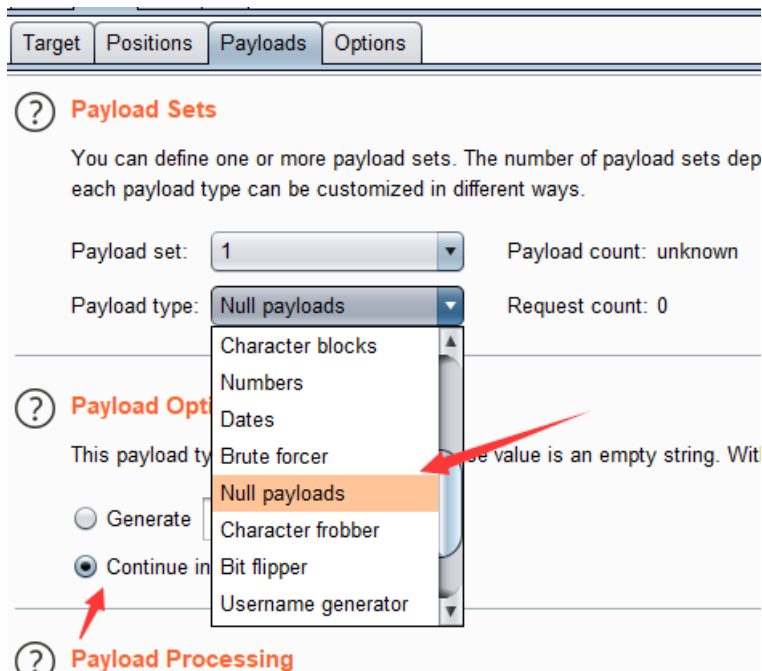 Target Positions Payloads Options
? Payload Sets
You can define one or more payload sets. The number of payload sets dep
each payload type can be customized in different ways.
Payload set: 1 Payload count: unknown
Payload type: Null payloads Request count: 0
Character blocks
Numbers
Dates
? Payload Opti
This payload ty Brute forcer se value is an empty string. Wit
Null payloads
Generate Character frobber
Continue in Bit flipper
Username generator
? Payload Processing